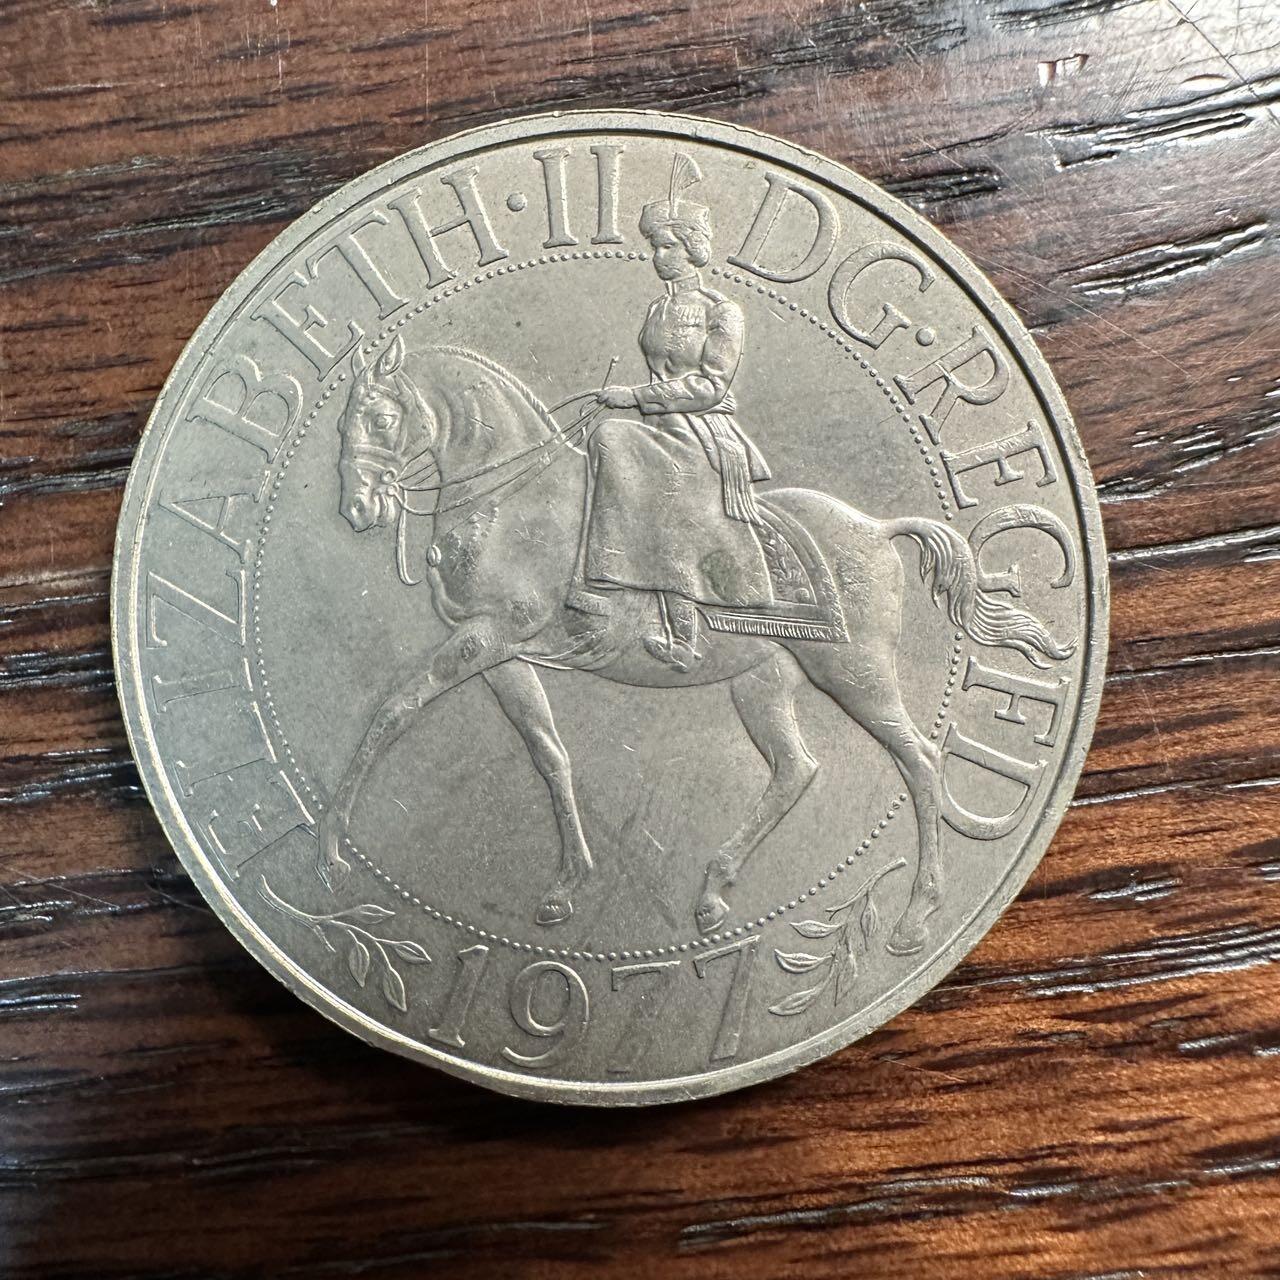 ELIZABETH·II DG·REG FD
1977